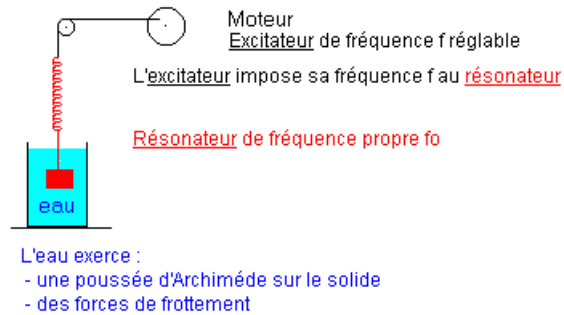 Moteur
Excitateur de fréquence f réglable
L'excitateur impose sa fréquence f au résonateur
Résonateur de fréquence propre fo
eau
L'eau exerce :
- une poussée d'Archiméde sur le solide
- des forces de frottement